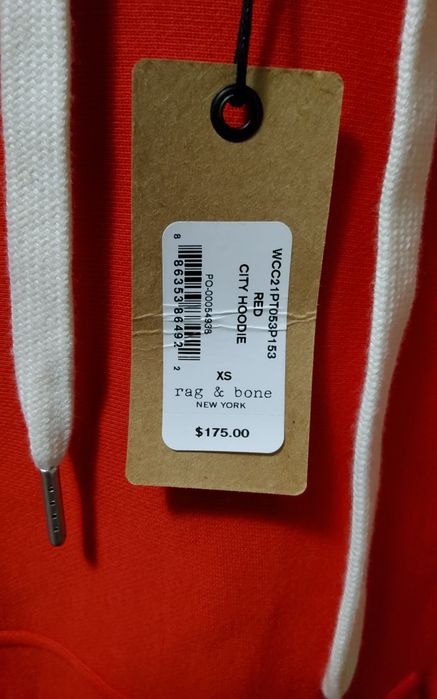 WCC21PT053P153
RED
CITY HOODIE
PO-00054938
8 86353 86492 2
XS
rag & bone
NEW YORK
$175.00